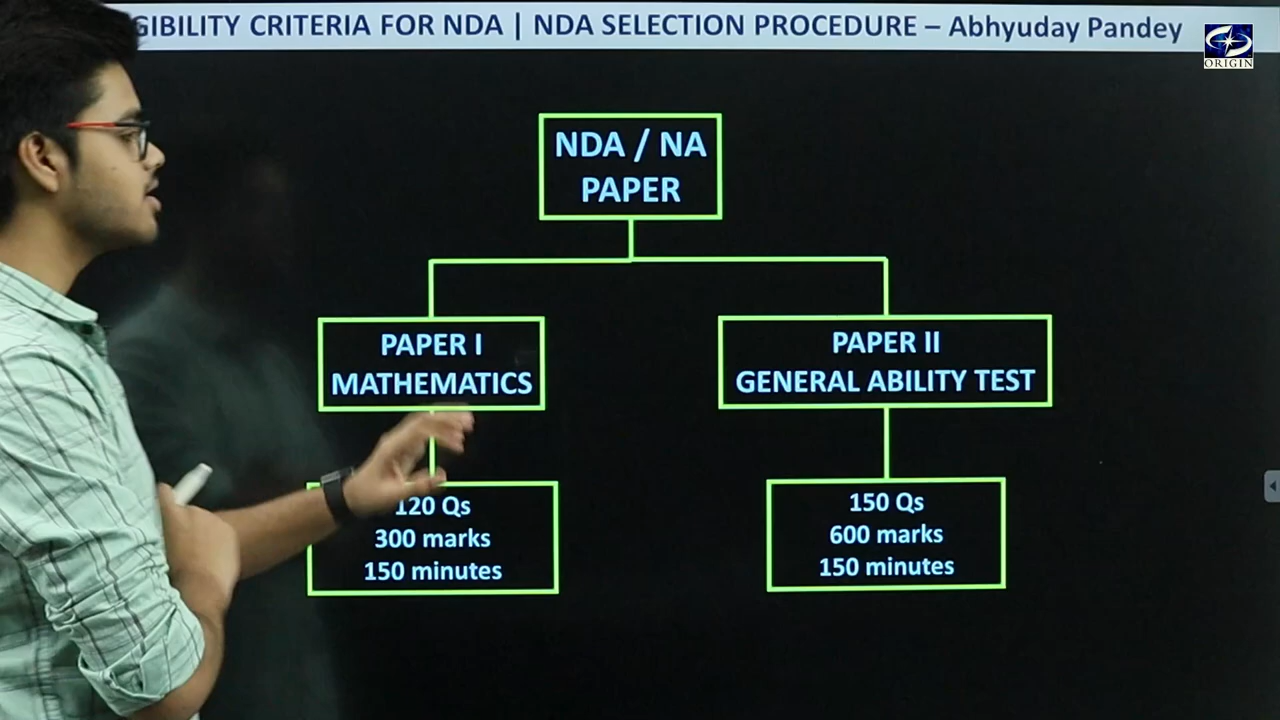 GIBILITY CRITERIA FOR NDA | NDA SELECTION PROCEDURE – Abhyuday Pandey
ORIGIN
NDA / NA
PAPER
PAPER I
MATHEMATICS
PAPER II
GENERAL ABILITY TEST
120 Qs
300 marks
150 minutes
150 Qs
600 marks
150 minutes